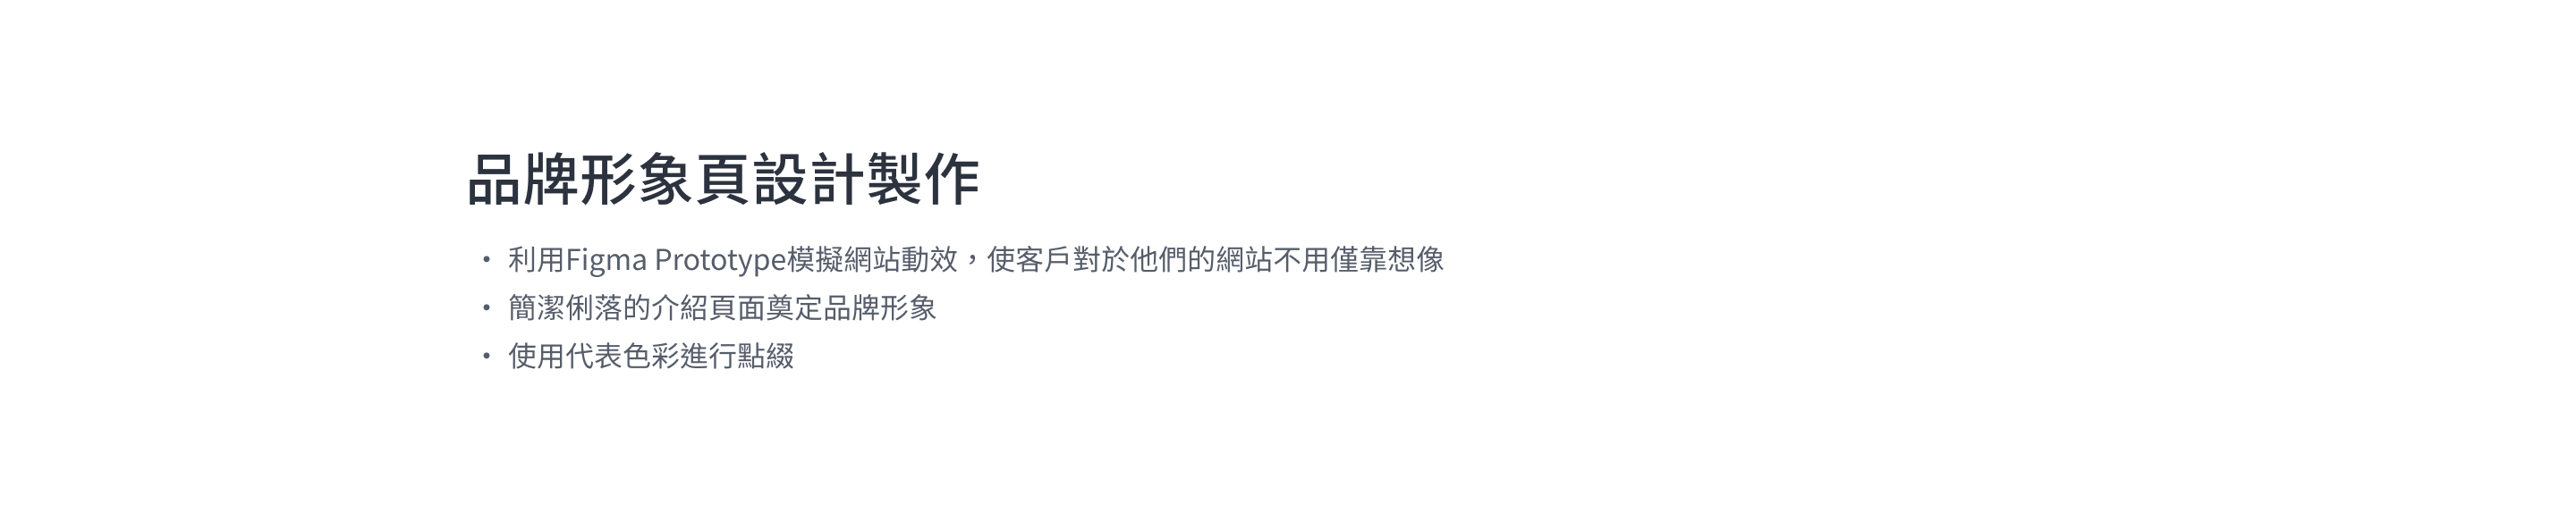 品牌形象頁設計製作
・利用Figma Prototype模擬網站動效，使客戶對於他們的網站不用僅靠想像
・簡潔俐落的介紹頁面奠定品牌形象
・使用代表色彩進行點綴